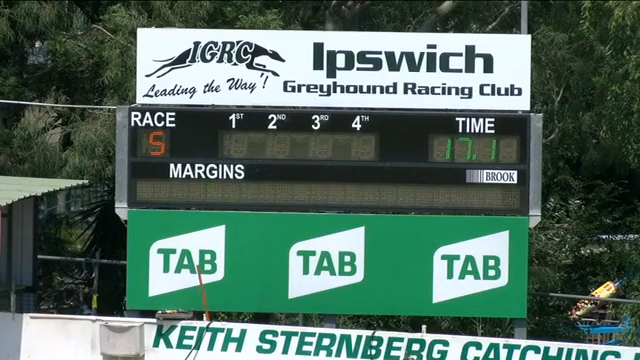 IGRC
Leading the Way'!
Ipswich
Greyhound Racing Club
RACE 1ST 2ND 3RD 4TH TIME
5 17.1
MARGINS
BROOK
TAB TAB TAB
KEITH STERNBERG CATCHING